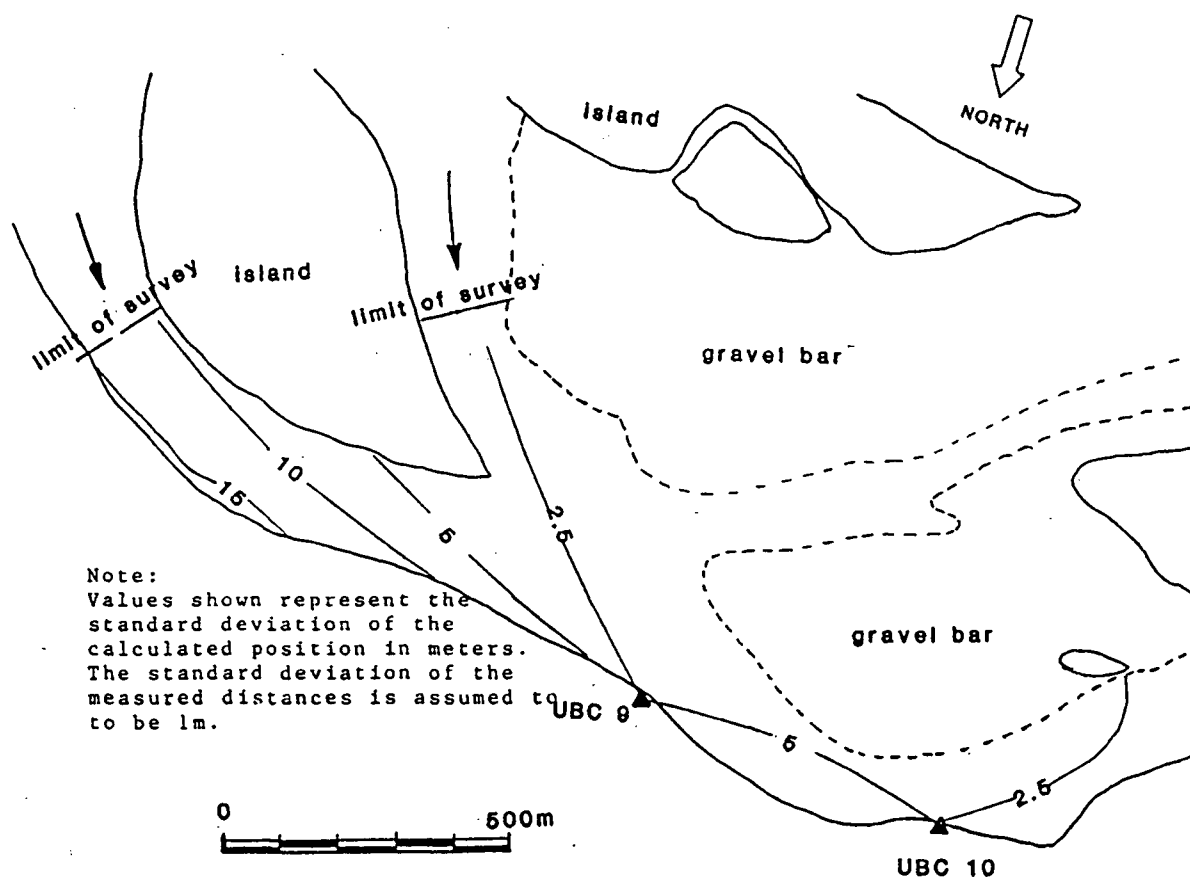 island
NORTH
island
limit of survey
limit of survey
gravel bar
10
15
5
2.5
Note:
Values shown represent the
standard deviation of the
calculated position in meters.
The standard deviation of the
measured distances is assumed to
to be 1m.
gravel bar
UBC 9
5
2.5
0
500m
UBC 10